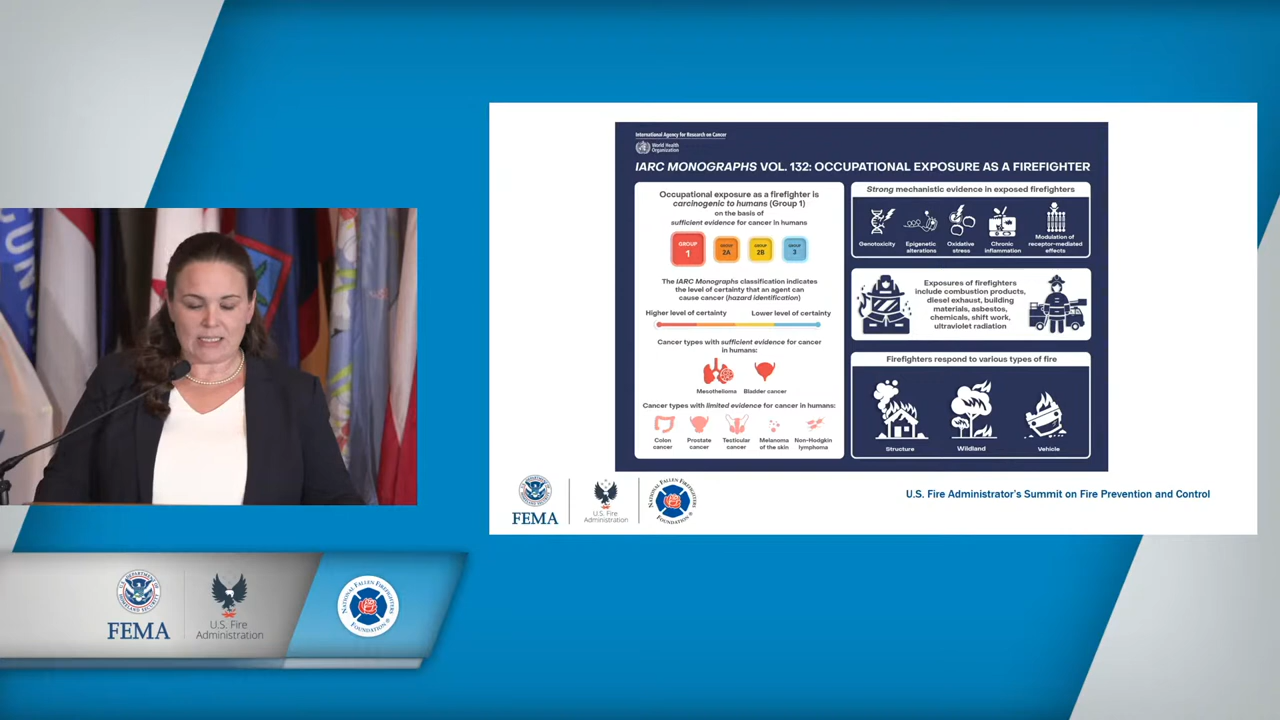 International Agency for Research on Cancer
World Health
Organization
IARC MONOGRAPHS VOL. 132: OCCUPATIONAL EXPOSURE AS A FIREFIGHTER
Occupational exposure as a firefighter is
carcinogenic to humans (Group 1)
on the basis of
sufficient evidence for cancer in humans
GROUP
1
GROUP
2A
GROUP
2B
GROUP
3
The IARC Monographs classification indicates
the level of certainty that an agent can
cause cancer (hazard identification)
Higher level of certainty
Lower level of certainty
Cancer types with sufficient evidence for cancer
in humans:
Mesothelioma
Bladder cancer
Cancer types with limited evidence for cancer in humans:
Colon
cancer
Prostate
cancer
Testicular
cancer
Melanoma
of the skin
Non-Hodgkin
lymphoma
Strong mechanistic evidence in exposed firefighters
Genotoxicity
Epigenetic
alterations
Oxidative
stress
Chronic
inflammation
Modulation of
receptor-mediated
effects
Exposures of firefighters
include combustion products,
diesel exhaust, building
materials, asbestos,
chemicals, shift work,
ultraviolet radiation
Firefighters respond to various types of fire
Structure
Wildland
Vehicle
FEMA
U.S. Fire
Administration
NATIONAL FALLEN FIREFIGHTERS
FOUNDATION
U.S. Fire Administrator's Summit on Fire Prevention and Control
U.S. DEPARTMENT OF
HOMELAND SECURITY
FEMA
U.S. Fire
Administration
NATIONAL FALLEN FIREFIGHTERS
FOUNDATION